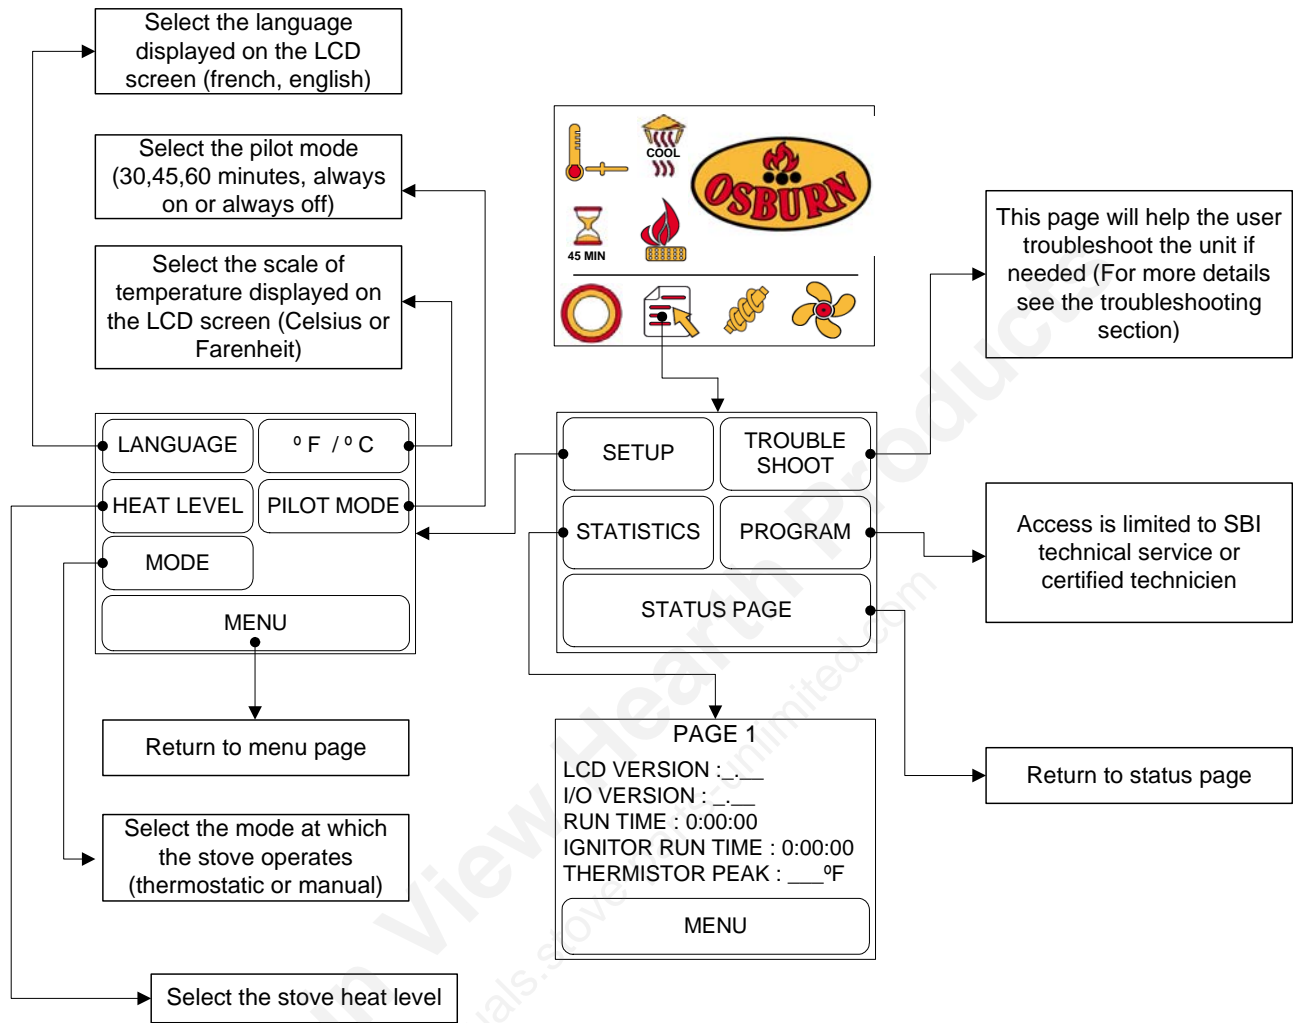 Select the language
displayed on the LCD
screen (french, english)
Select the pilot mode
(30,45,60 minutes, always
on or always off)
Select the scale of
temperature displayed on
the LCD screen (Celsius or
Farenheit)
COOL
OSBURN
45 MIN
This page will help the user
troubleshoot the unit if
needed (For more details
see the troubleshooting
section)
LANGUAGE
º F / º C
HEAT LEVEL
PILOT MODE
MODE
MENU
SETUP
TROUBLE
SHOOT
STATISTICS
PROGRAM
STATUS PAGE
Access is limited to SBI
technical service or
certified technicien
Return to menu page
Select the mode at which
the stove operates
(thermostatic or manual)
Select the stove heat level
PAGE 1
LCD VERSION :_.__
I/O VERSION : _.__
RUN TIME : 0:00:00
IGNITOR RUN TIME : 0:00:00
THERMISTOR PEAK : ___ºF
MENU
Return to status page
View Hearth Products